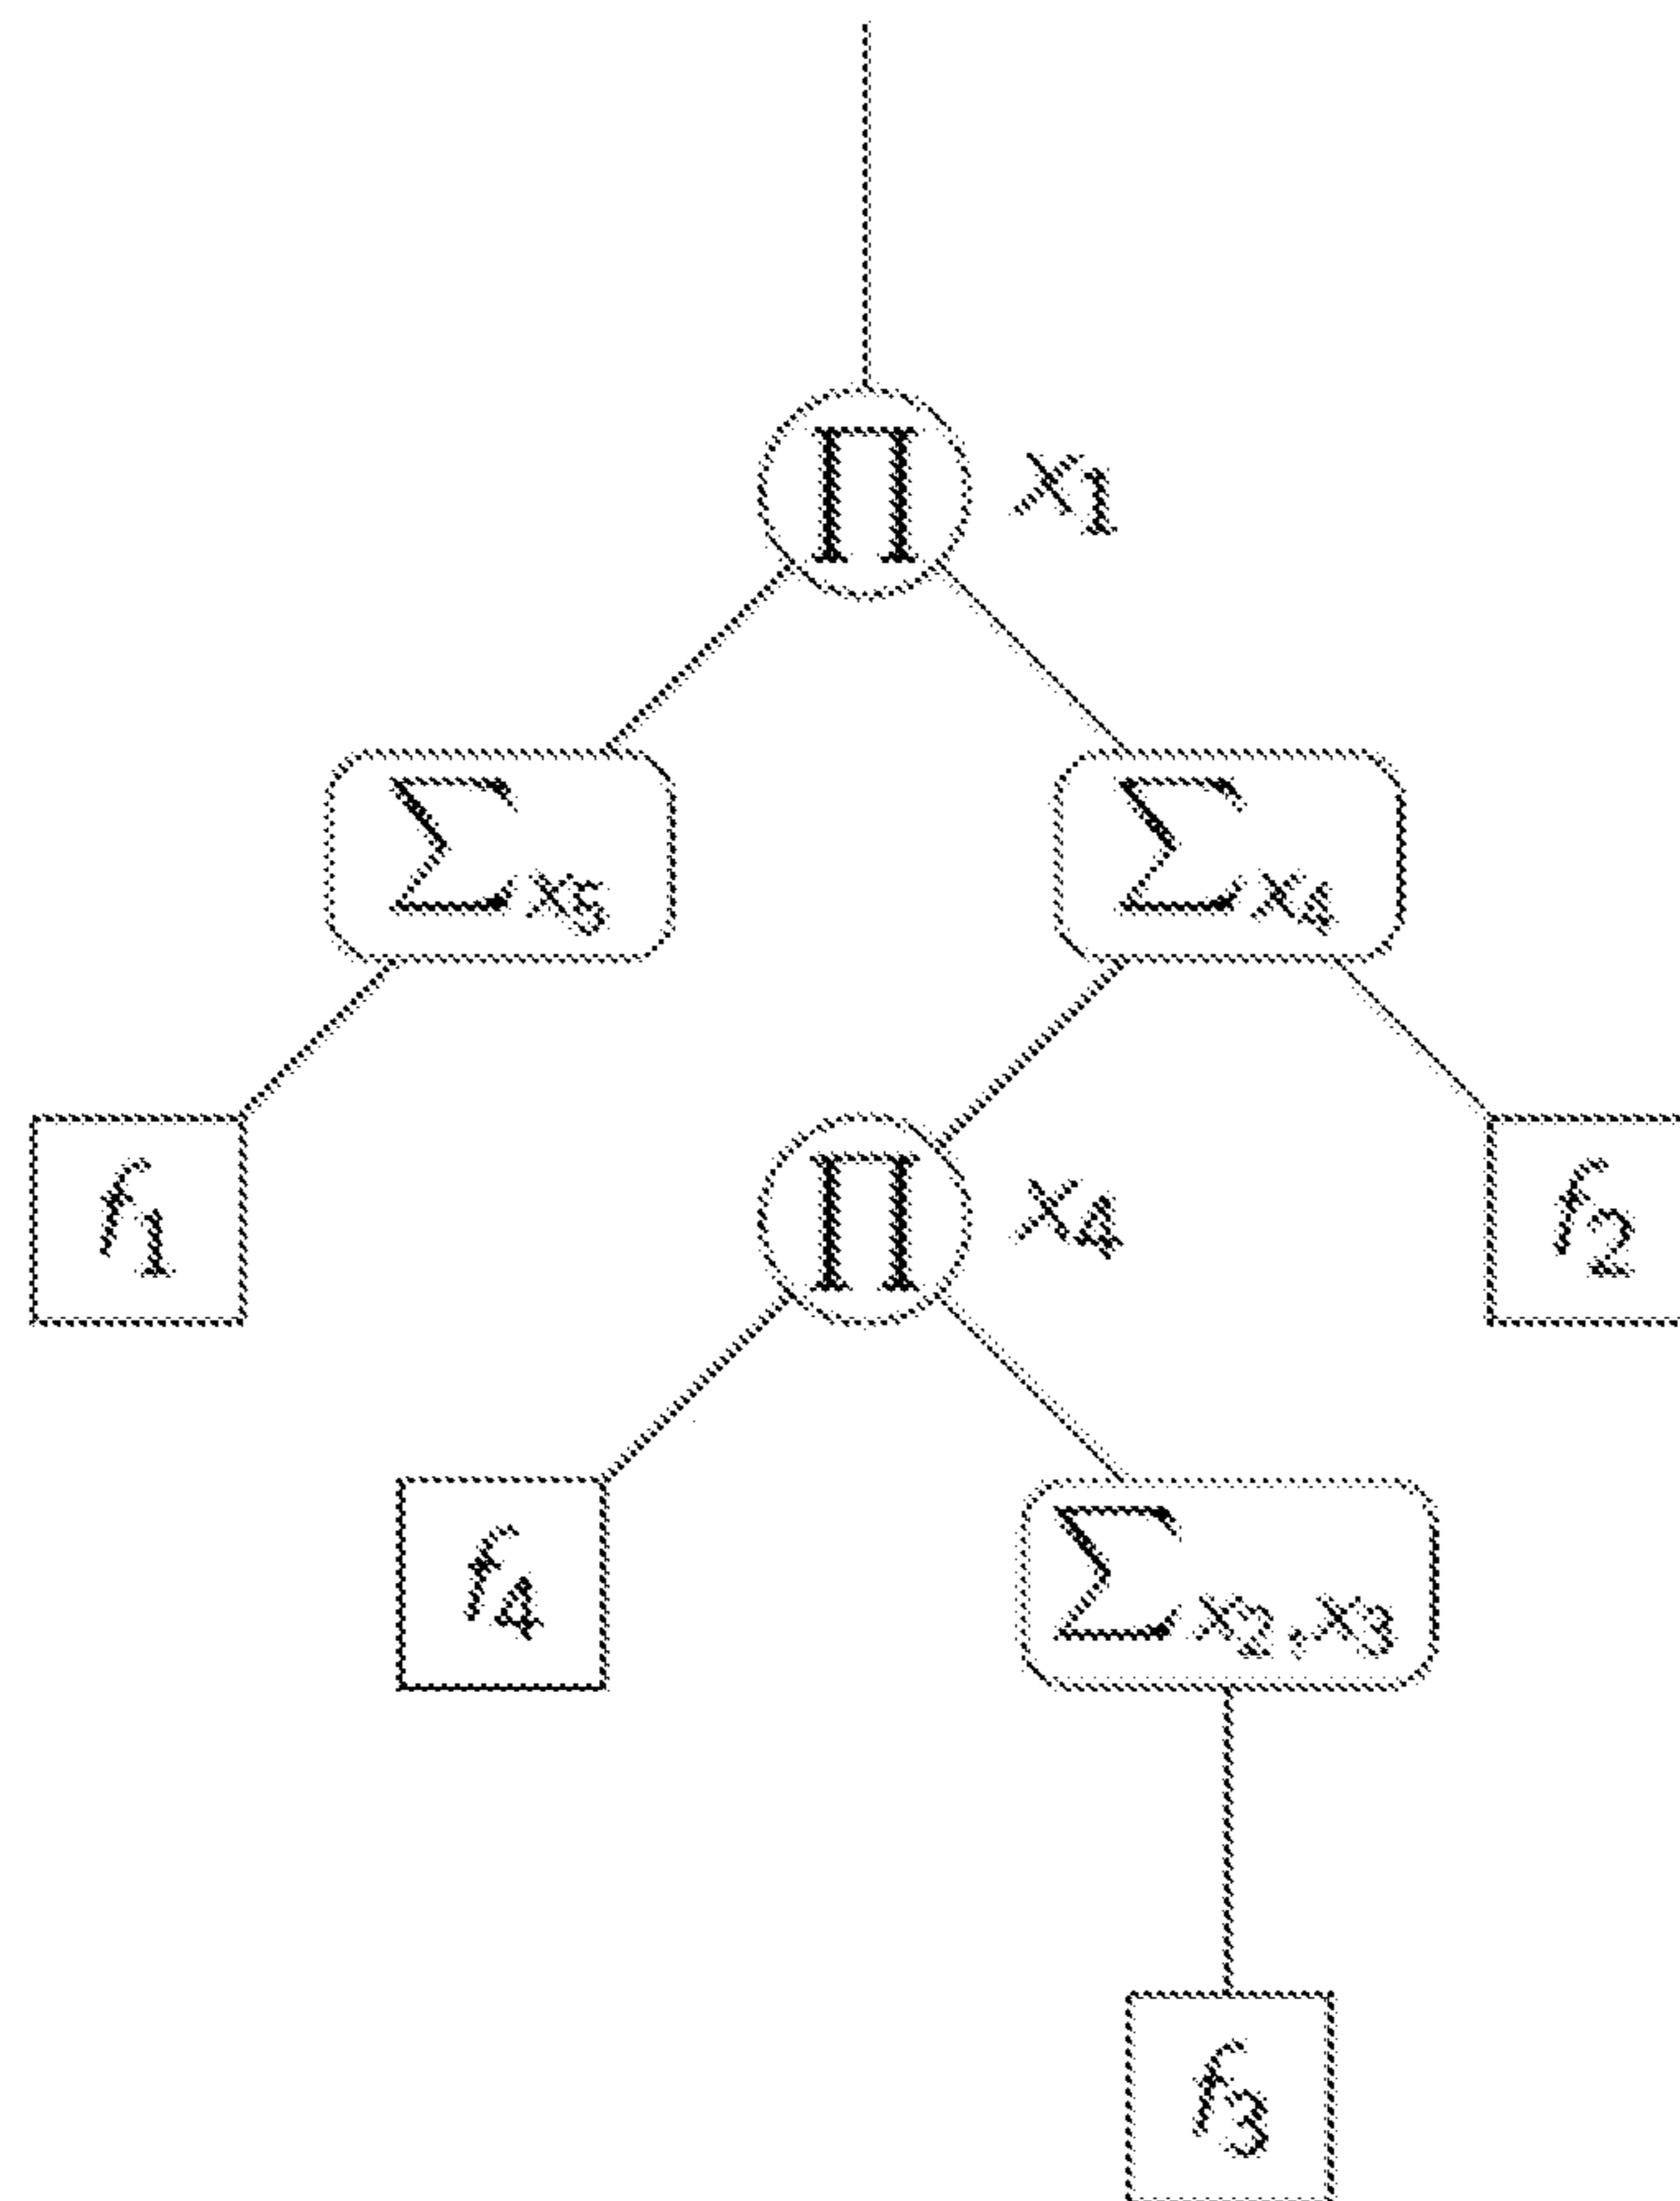 ∏ x₁
∑ x₅ ∑ x₄
f₁ ∏ x₄ f₂
f₄ ∑ x₂,x₃
f₃